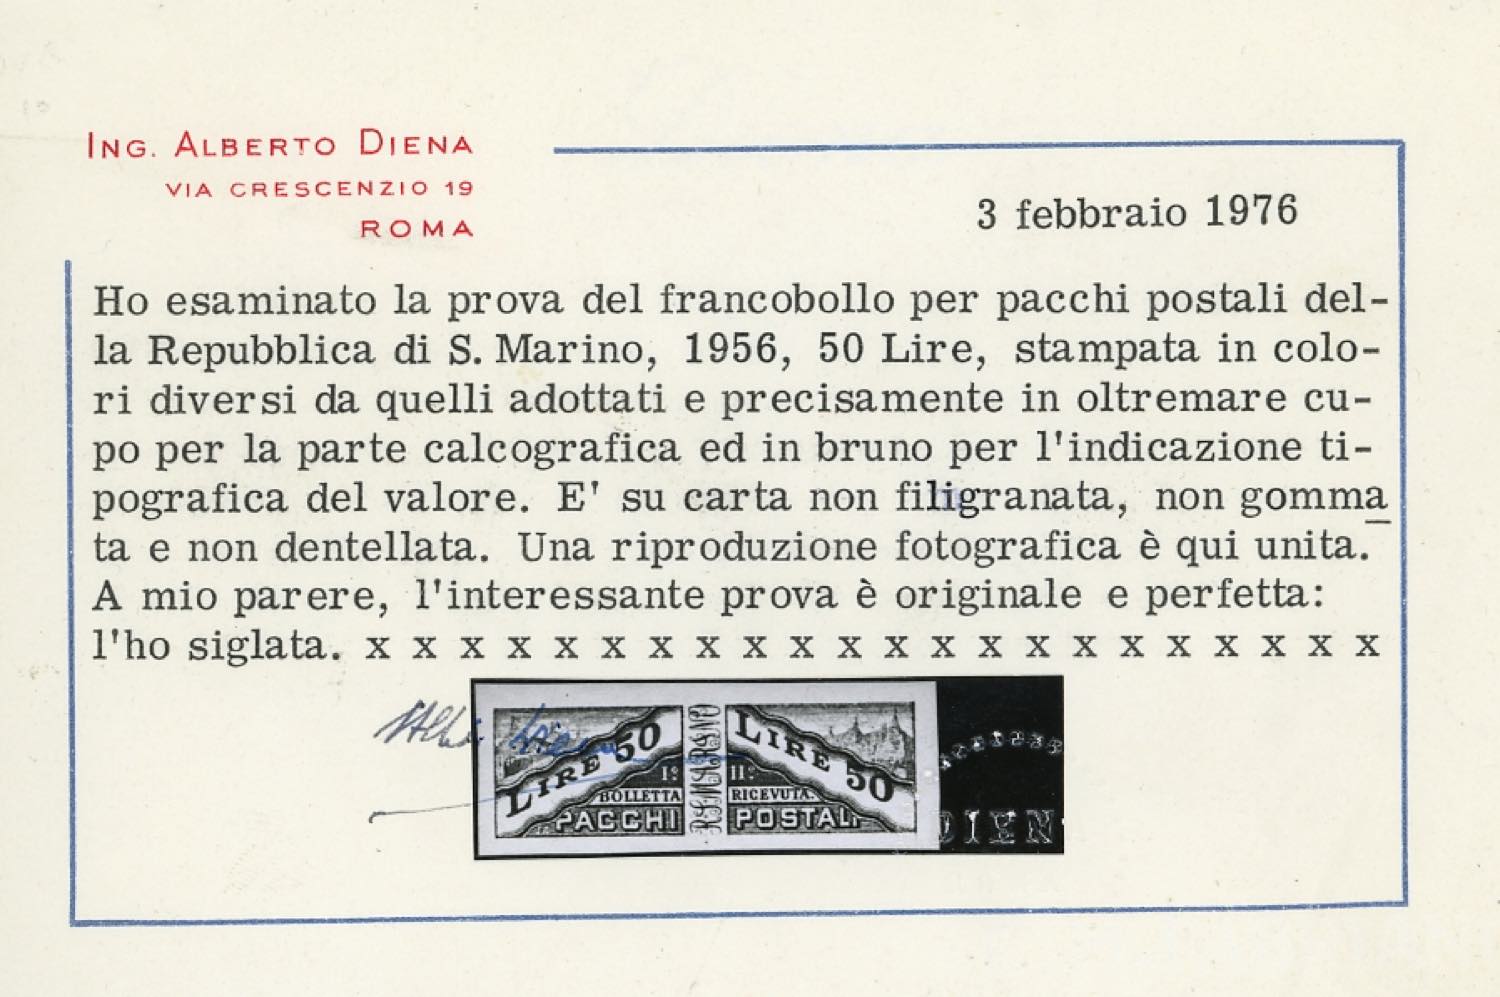 ING. ALBERTO DIENA
VIA CRESCENZIO 19
ROMA
3 febbraio 1976
Ho esaminato la prova del francobollo per pacchi postali del-
la Repubblica di S. Marino, 1956, 50 Lire, stampata in colo-
ri diversi da quelli adottati e precisamente in oltremare cu-
po per la parte calcografica ed in bruno per l'indicazione ti-
pografica del valore. E' su carta non filigranata, non gomma
ta e non dentellata. Una riproduzione fotografica è qui unita.
A mio parere, l'interessante prova è originale e perfetta:
l'ho siglata. x x x x x x x x x x x x x x x x x x x x x x
LIRE 50
Iª
BOLLETTA
PACCHI
R.S.MARINO
LIRE 50
IIª
RICEVUTA
POSTALI
DIEN